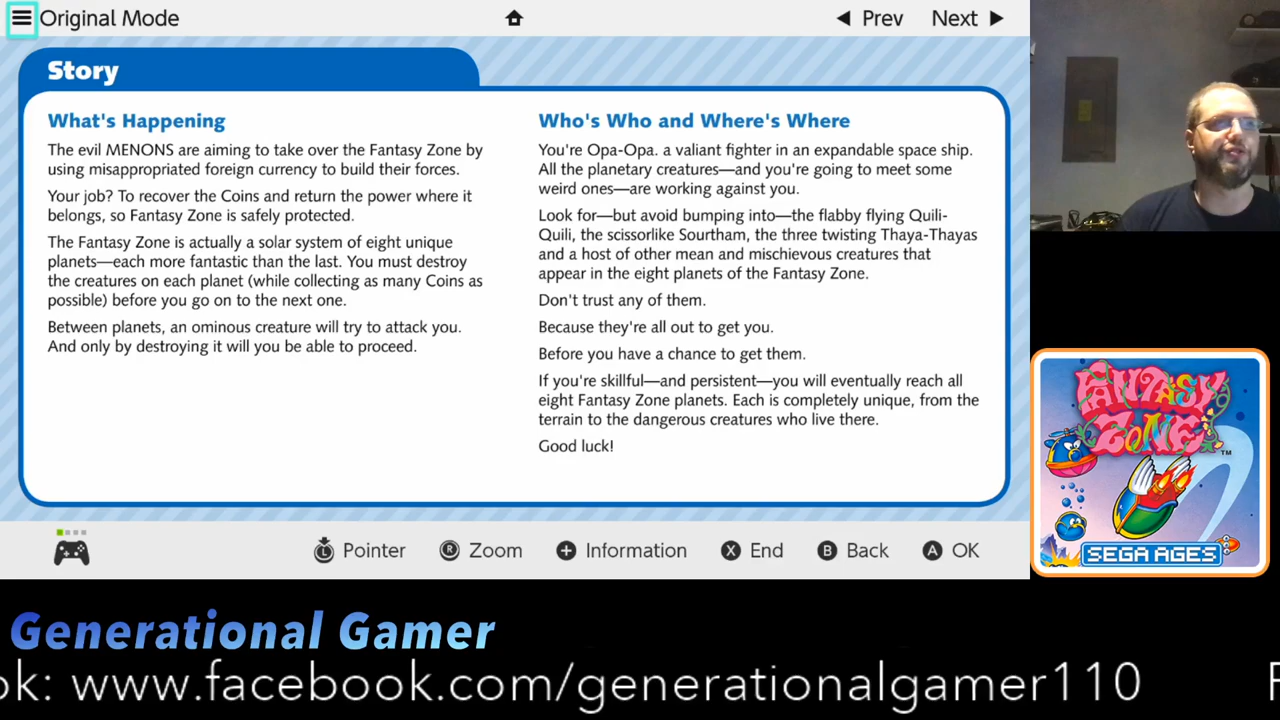 Original Mode
Prev
Next
Story
What's Happening
The evil MENONS are aiming to take over the Fantasy Zone by
using misappropriated foreign currency to build their forces.
Your job? To recover the Coins and return the power where it
belongs, so Fantasy Zone is safely protected.
The Fantasy Zone is actually a solar system of eight unique
planets—each more fantastic than the last. You must destroy
the creatures on each planet (while collecting as many Coins as
possible) before you go on to the next one.
Between planets, an ominous creature will try to attack you.
And only by destroying it will you be able to proceed.
Who's Who and Where's Where
You're Opa-Opa. a valiant fighter in an expandable space ship.
All the planetary creatures—and you're going to meet some
weird ones—are working against you.
Look for—but avoid bumping into—the flabby flying Quili-
Quili, the scissorlike Sourtham, the three twisting Thaya-Thayas
and a host of other mean and mischievous creatures that
appear in the eight planets of the Fantasy Zone.
Don't trust any of them.
Because they're all out to get you.
Before you have a chance to get them.
If you're skillful—and persistent—you will eventually reach all
eight Fantasy Zone planets. Each is completely unique, from the
terrain to the dangerous creatures who live there.
Good luck!
FANTASY
ZONE
TM
SEGA AGES
Pointer
R Zoom
+ Information
X End
B Back
A OK
Generational Gamer
ok: www.facebook.com/generationalgamer110 F